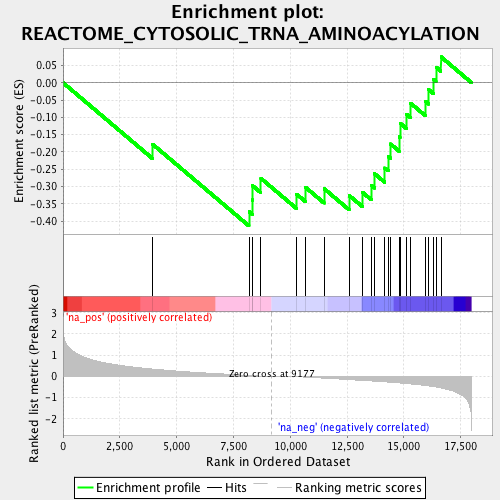 Enrichment plot:
REACTOME_CYTOSOLIC_TRNA_AMINOACYLATION
Enrichment score (ES)
0.05
0.00
-0.05
-0.10
-0.15
-0.20
-0.25
-0.30
-0.35
-0.40
'na_pos' (positively correlated)
Zero cross at 9177
'na_neg' (negatively correlated)
Ranked list metric (PreRanked)
3
2
1
0
-1
-2
0
2,500
5,000
7,500
10,000
12,500
15,000
17,500
Rank in Ordered Dataset
Enrichment profile
Hits
Ranking metric scores